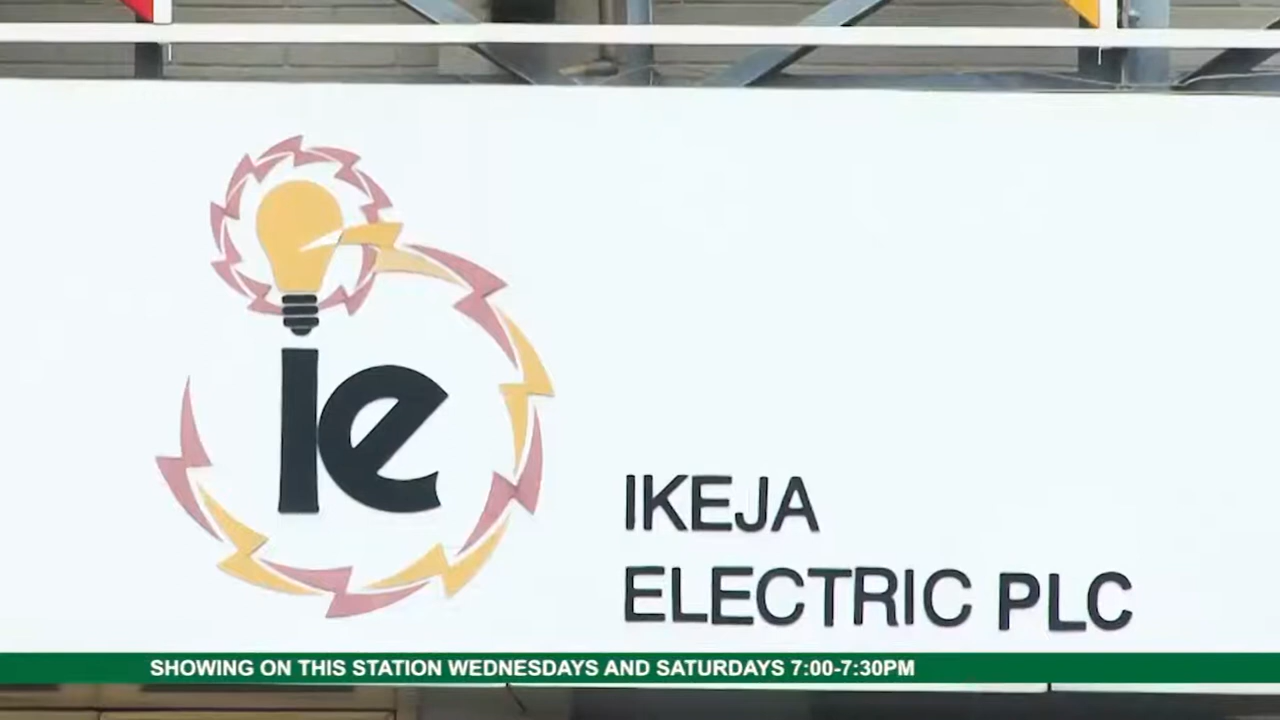 ie
IKEJA
ELECTRIC PLC
SHOWING ON THIS STATION WEDNESDAYS AND SATURDAYS 7:00-7:30PM